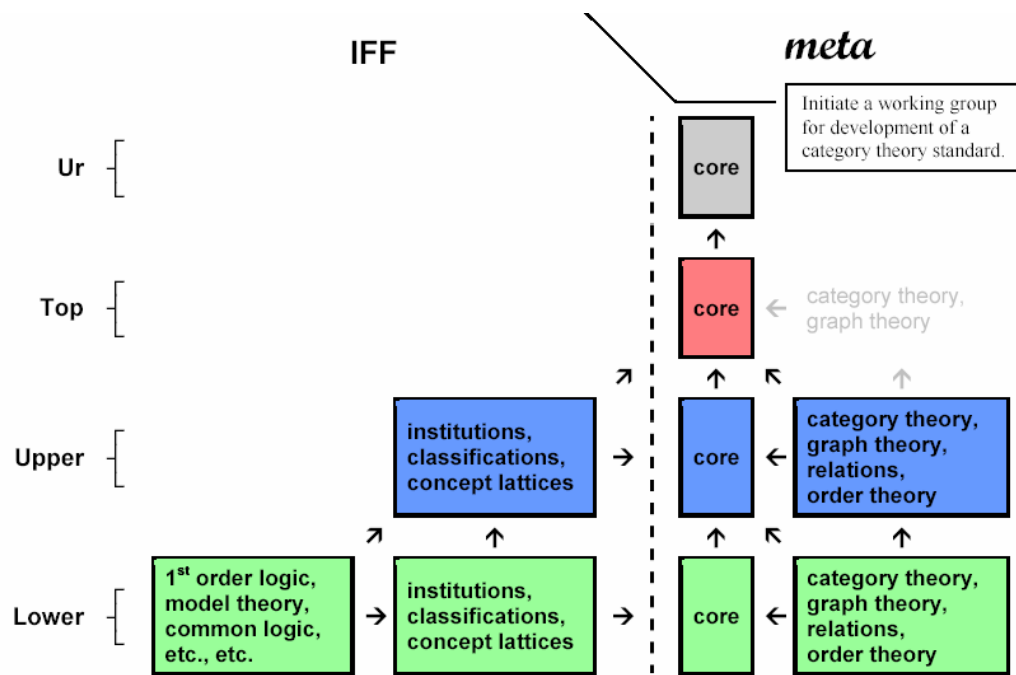 IFF
meta
Initiate a working group
for development of a
category theory standard.
Ur
core
Top
core
category theory,
graph theory
Upper
institutions,
classifications,
concept lattices
core
category theory,
graph theory,
relations,
order theory
Lower
1st order logic,
model theory,
common logic,
etc., etc.
institutions,
classifications,
concept lattices
core
category theory,
graph theory,
relations,
order theory